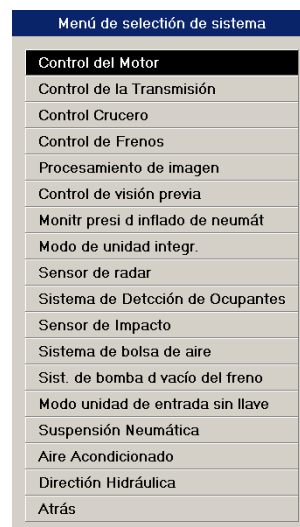 Menú de selectión de sistema
Control del Motor
Control de la Transmisión
Control Crucero
Control de Frenos
Procesamiento de imagen
Control de visión previa
Monitr presi d inflado de neumát
Modo de unidad integr.
Sensor de radar
Sistema de Detcción de Ocupantes
Sensor de Impacto
Sistema de bolsa de aire
Sist. de bomba d vacío del freno
Modo unidad de entrada sin llave
Suspensión Neumática
Aire Acondicionado
Directión Hidráulica
Atrás